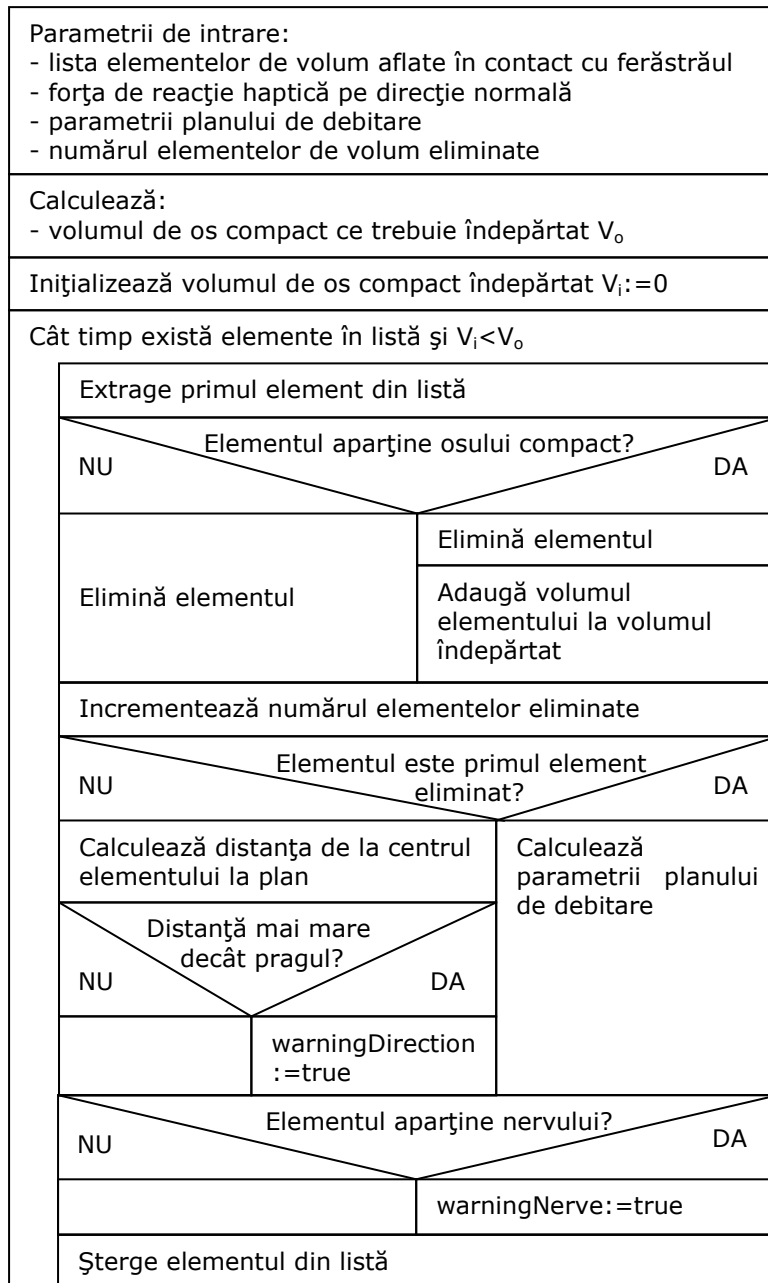 Parametrii de intrare:
- lista elementelor de volum aflate în contact cu ferăstrăul
- forţa de reacţie haptică pe direcţie normală
- parametrii planului de debitare
- numărul elementelor de volum eliminate
Calculează:
- volumul de os compact ce trebuie îndepărtat Vo
Iniţializează volumul de os compact îndepărtat Vi:=0
Cât timp există elemente în listă şi Vi<Vo
Extrage primul element din listă
Elementul aparţine osului compact?
NU DA
Elimină elementul
Elimină elementul
Adaugă volumul
elementului la volumul
îndepărtat
Incrementează numărul elementelor eliminate
Elementul este primul element
eliminat?
NU DA
Calculează distanţa de la centrul
elementului la plan
Calculează
parametrii planului
de debitare
Distanţă mai mare
decât pragul?
NU DA
warningDirection
:=true
Elementul aparţine nervului?
NU DA
warningNerve:=true
Şterge elementul din listă